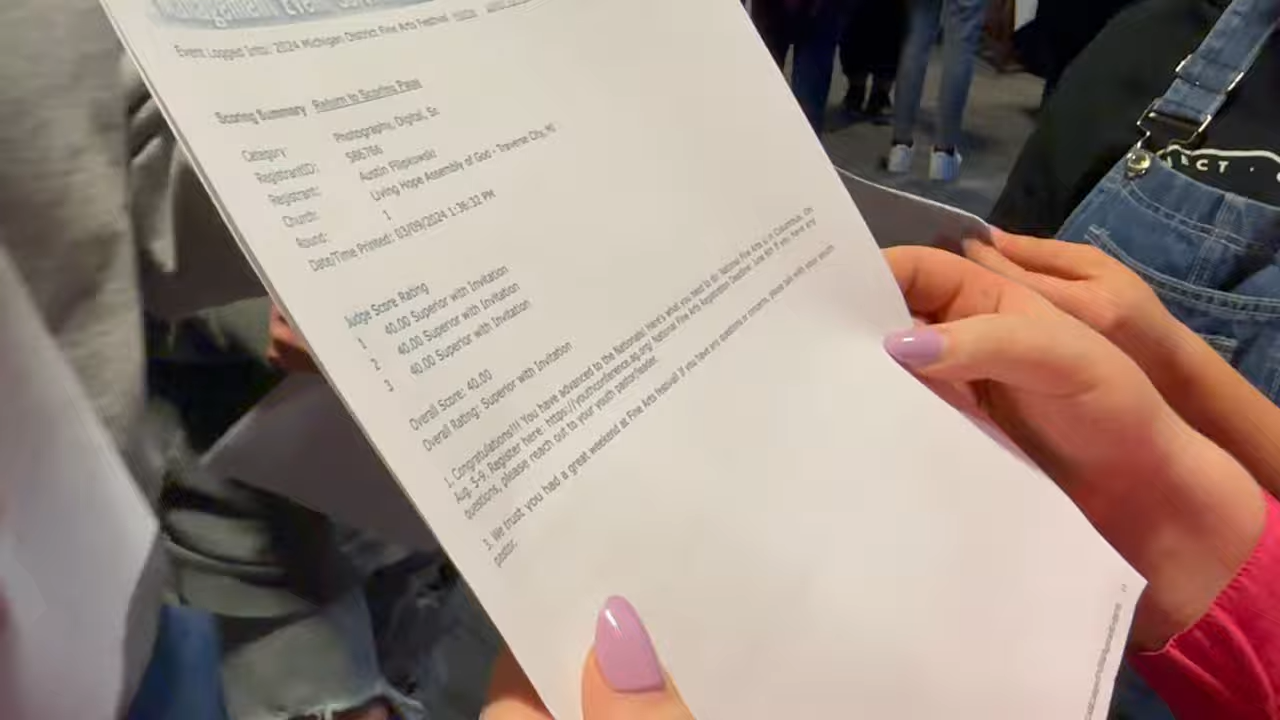 Event Logged Into: 2024 Michigan District Fine Arts Festival
Scoring Summary Return to Scoring Page
Category: Photography, Digital, Sr.
RegistrantID: 586766
Registrant: Austin Filipkowski
Church: Living Hope Assembly of God - Traverse City, MI
Round: 1
Date/Time Printed: 03/09/2024 1:36:32 PM
Judge Score Rating
1 40.00 Superior with Invitation
2 40.00 Superior with Invitation
3 40.00 Superior with Invitation
Overall Score: 40.00
Overall Rating: Superior with Invitation
1. Congratulations!!! You have advanced to the Nationals! Here's what you need to do: National Fine Arts is in Columbus, OH
Aug. 5-9. Register here: https://youthconference.ag.org/ National Fine Arts Registration Deadline: June 6th If you have any
questions, please reach out to your youth pastor/leader.
3. We trust you had a great weekend at Fine Arts Festival! If you have any questions or concerns, please talk with your youth
pastor.
ECT ·